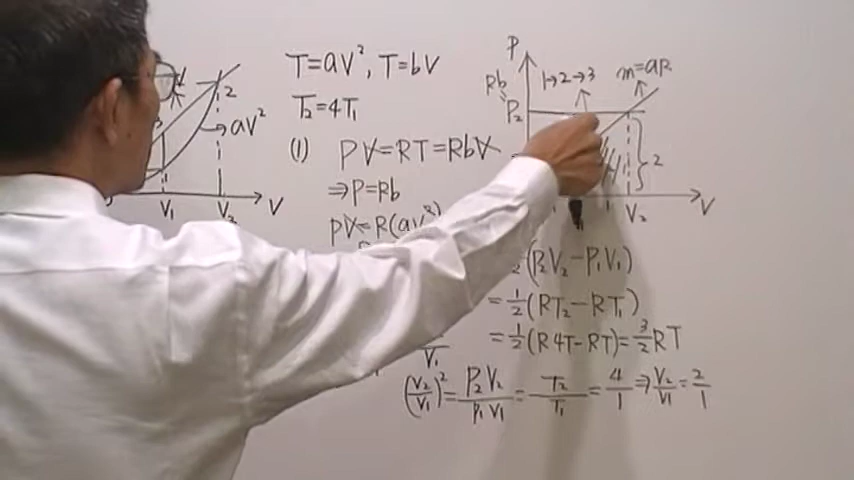 2
aV²
V₁
V₂
V
T=aV², T=bV
T₂=4T₁
(1) PV=RT=RbV
⇒P=Rb
PV=R(aV²)
V₁
P
Rb
P₂
1→2→3
m=aR
2
V₂
V
(P₂V₂-P₁V₁)
=½(RT₂-RT₁)
=½(R4T-RT)=3/2RT
(V₂/V₁)²=P₂V₂/P₁V₁=T₂/T₁=4/1⇒V₂/V₁=2/1